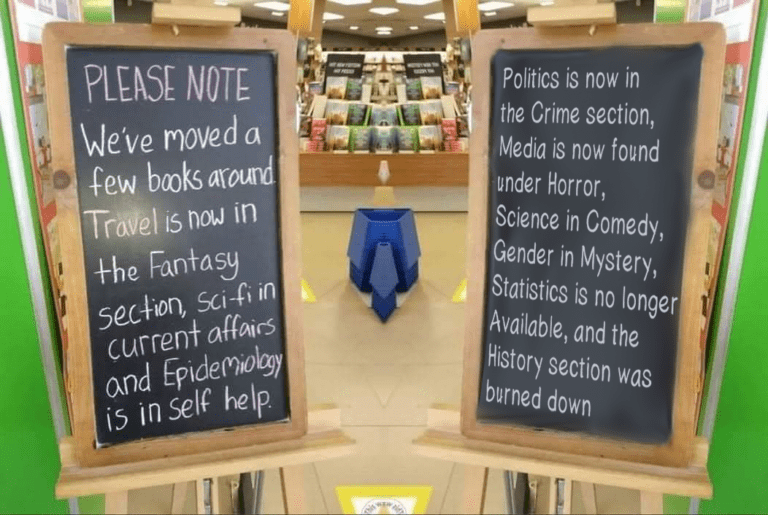 PLEASE NOTE
We've moved a
few books around
Travel is now in
the Fantasy
section, Sci-fi in
current affairs
and Epidemiology
is in self help.
Politics is now in
the Crime section,
Media is now found
under Horror,
Science in Comedy,
Gender in Mystery,
Statistics is no longer
Available, and the
History section was
burned down